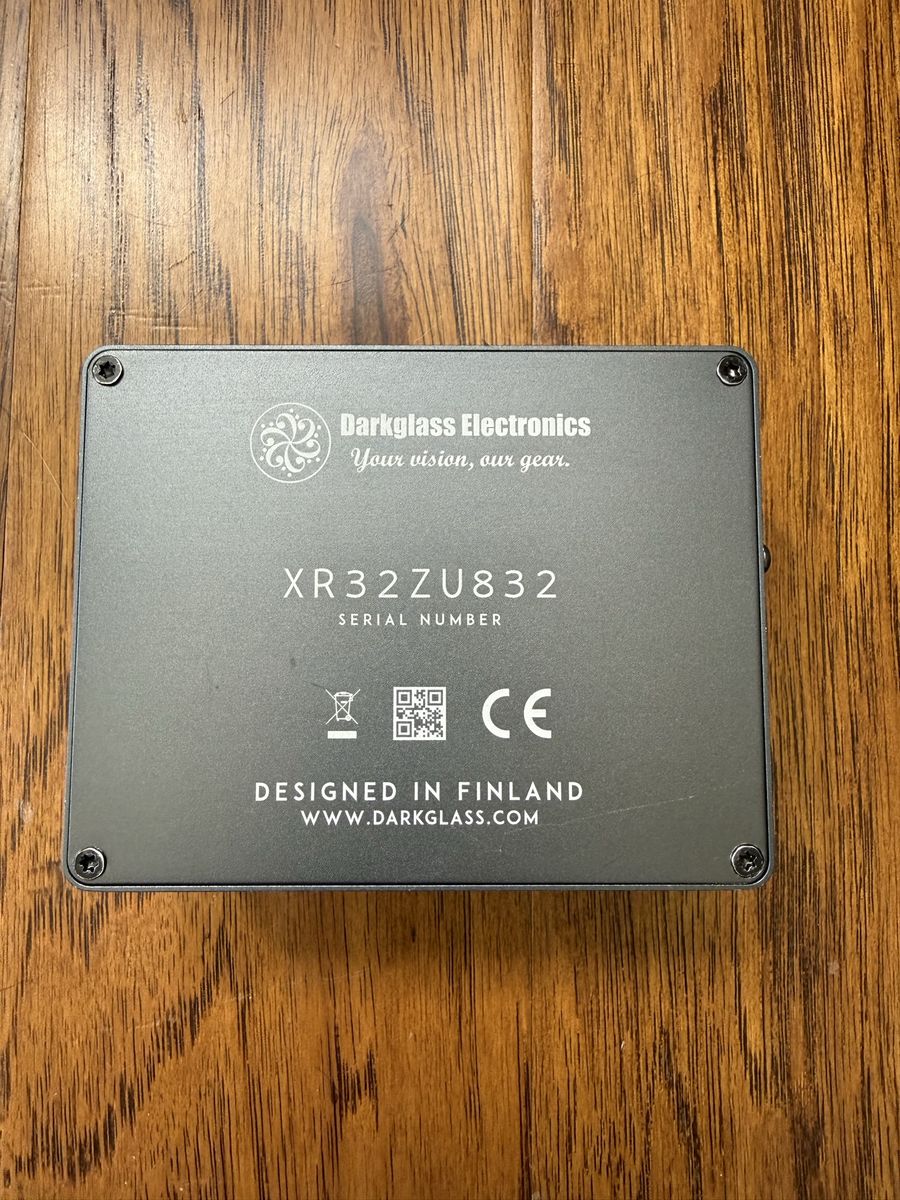 Darkglass Electronics
Your vision, our gear.
XR32ZU832
SERIAL NUMBER
CE
DESIGNED IN FINLAND
WWW.DARKGLASS.COM